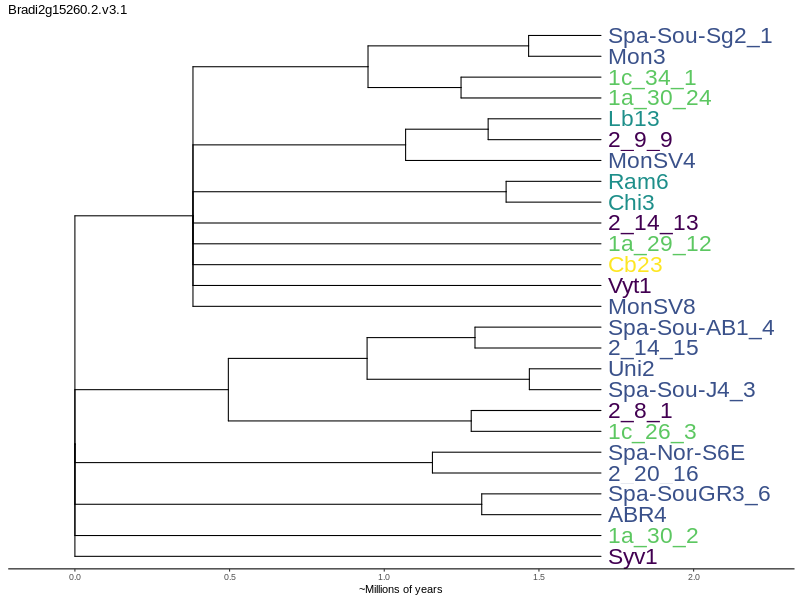 Bradi2g15260.2.v3.1
Spa-Sou-Sg2_1
Mon3
1c_34_1
1a_30_24
Lb13
2_9_9
MonSV4
Ram6
Chi3
2_14_13
1a_29_12
Cb23
Vyt1
MonSV8
Spa-Sou-AB1_4
2_14_15
Uni2
Spa-Sou-J4_3
2_8_1
1c_26_3
Spa-Nor-S6E
2_20_16
Spa-SouGR3_6
ABR4
1a_30_2
Syv1
0.0 0.5 1.0 1.5 2.0
~Millions of years